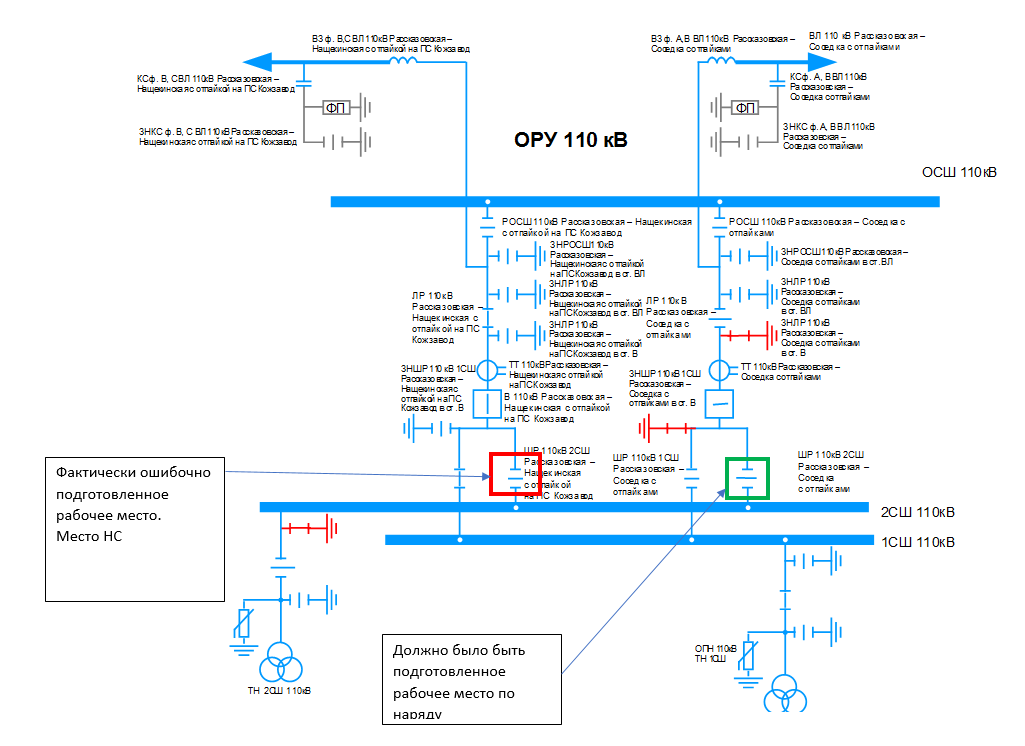 ВЗ ф. В,С ВЛ 110кВ Рассказовская –
Нащекинская с отпайкой на ПС Кожзавод
ВЗ ф. А,В ВЛ 110кВ Рассказовская –
Соседка с отпайками
ВЛ 110 кВ Рассказовская –
Соседка с отпайками
КС ф. В, С ВЛ 110кВ Рассказовская –
Нащекинская с отпайкой на ПС Кожзавод
ФП
ЗНКС ф. В, С ВЛ 110кВ Рассказовская –
Нащекинская с отпайкой на ПС Кожзавод
КС ф. А, В ВЛ 110кВ
Рассказовская –
Соседка с отпайками
ФП
ЗНКС ф. А, В ВЛ 110кВ
Рассказовская –
Соседка с отпайками
ОРУ 110 кВ
ОСШ 110кВ
РОСШ 110кВ Рассказовская – Нащекинская
с отпайкой на ПС Кожзавод
РОСШ 110кВ Рассказовская – Соседка с
отпайками
ЗНРОСШ110кВ
Рассказовская –
Нащекинская с отпайкой
на ПС Кожзавод в ст. ВЛ
ЗНРОСШ110кВ Рассказовская –
Соседка с отпайками в ст. ВЛ
ЗНЛР 110кВ
Рассказовская –
Нащекинская с отпайкой
на ПС Кожзавод в ст. ВЛ
ЗНЛР 110кВ
Рассказовская –
Соседка с отпайками
в ст. ВЛ
ЛР 110кВ
Рассказовская –
Нащекинская с
отпайкой на ПС
Кожзавод
ЗНЛР 110кВ
Рассказовская –
Нащекинская с отпайкой
на ПС Кожзавод в ст. В
ЛР 110кВ
Рассказовская –
Соседка с
отпайками
ЗНЛР 110кВ
Рассказовская –
Соседка с отпайками
в ст. В
ТТ 110кВ Рассказовская –
Нащекинская с отпайкой
на ПС Кожзавод
ТТ 110кВ Рассказовская –
Соседка с отпайками
ЗНШР 110кВ 1СШ
Рассказовская –
Нащекинская с
отпайкой на ПС
Кожзавод в ст. В
В 110кВ Рассказовская –
Нащекинская с отпайкой
на ПС Кожзавод
ЗНШР 110кВ 1СШ
Рассказовская –
Соседка с
отпайками в ст. В
ШР 110кВ 2СШ
Рассказовская –
Нащекинская
с отпайкой
на ПС Кожзавод
ШР 110кВ 1СШ
Рассказовская –
Соседка с
отпайками
ШР 110кВ 2СШ
Рассказовская –
Соседка
с отпайками
Фактически ошибочно
подготовленное
рабочее место.
Место НС
2СШ 110кВ
1СШ 110кВ
Должно было быть
подготовленное
рабочее место по
наряду
ОПН 110кВ
ТН 1СШ
ТН 2СШ 110кВ